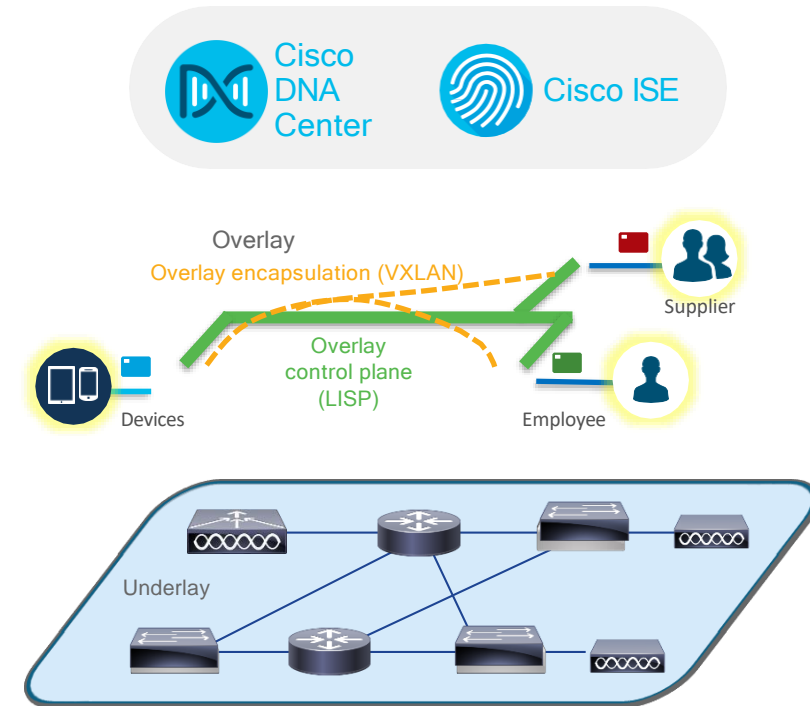 Cisco
DNA
Center
Cisco ISE
Overlay
Overlay encapsulation (VXLAN)
Supplier
Overlay
control plane
(LISP)
Devices
Employee
Underlay